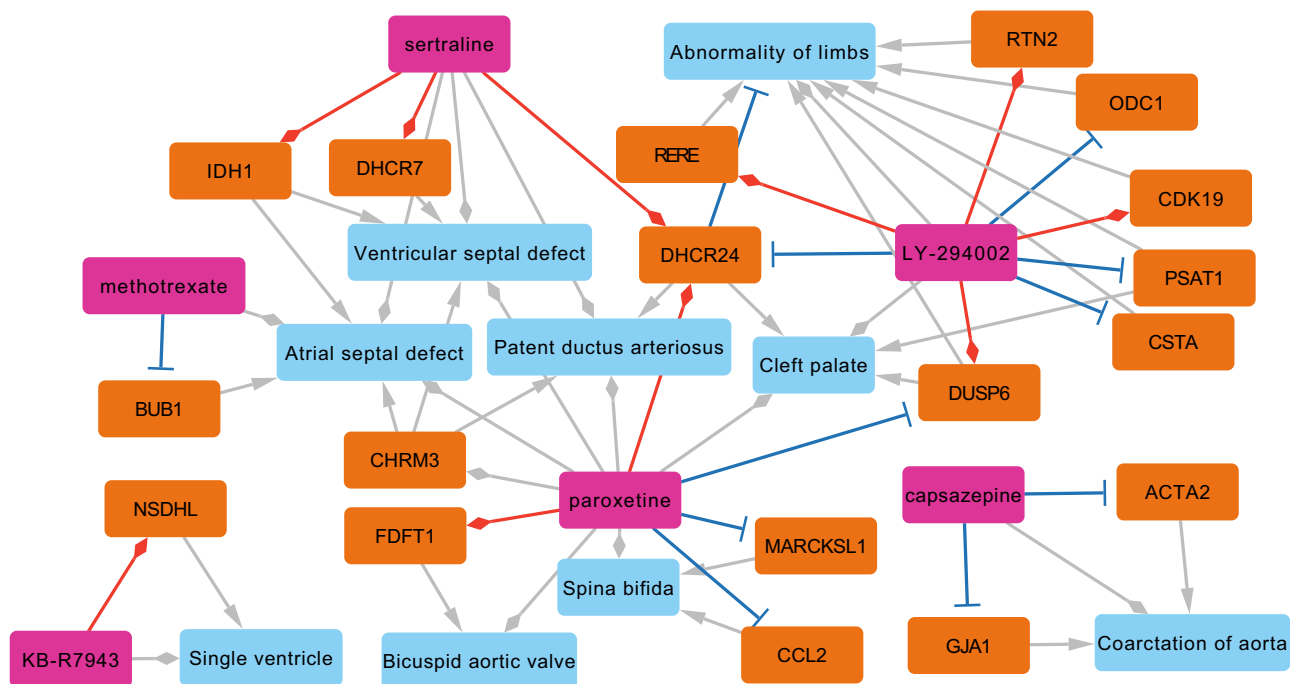 sertraline
Abnormality of limbs
RTN2
ODC1
IDH1
DHCR7
RERE
CDK19
Ventricular septal defect
DHCR24
LY-294002
PSAT1
methotrexate
Atrial septal defect
Patent ductus arteriosus
Cleft palate
CSTA
BUB1
DUSP6
CHRM3
paroxetine
capsazepine
ACTA2
NSDHL
FDFT1
MARCKSL1
Spina bifida
KB-R7943
Single ventricle
Bicuspid aortic valve
CCL2
GJA1
Coarctation of aorta